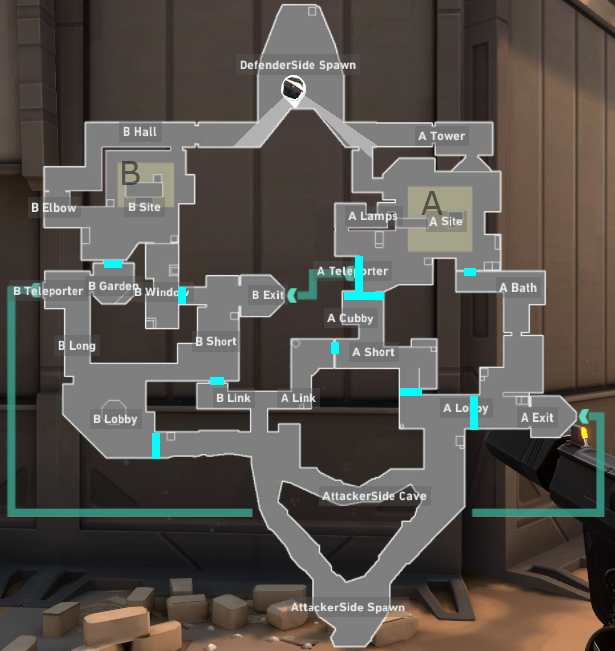 DefenderSide Spawn
B Hall
A Tower
B
B Elbow
B Site
A
A Lamps
A Site
A Teleporter
B Teleporter
B Garden
B Window
B Exit
A Bath
A Cubby
B Long
B Short
A Short
B Link
A Link
B Lobby
A Lobby
A Exit
AttackerSide Cave
AttackerSide Spawn